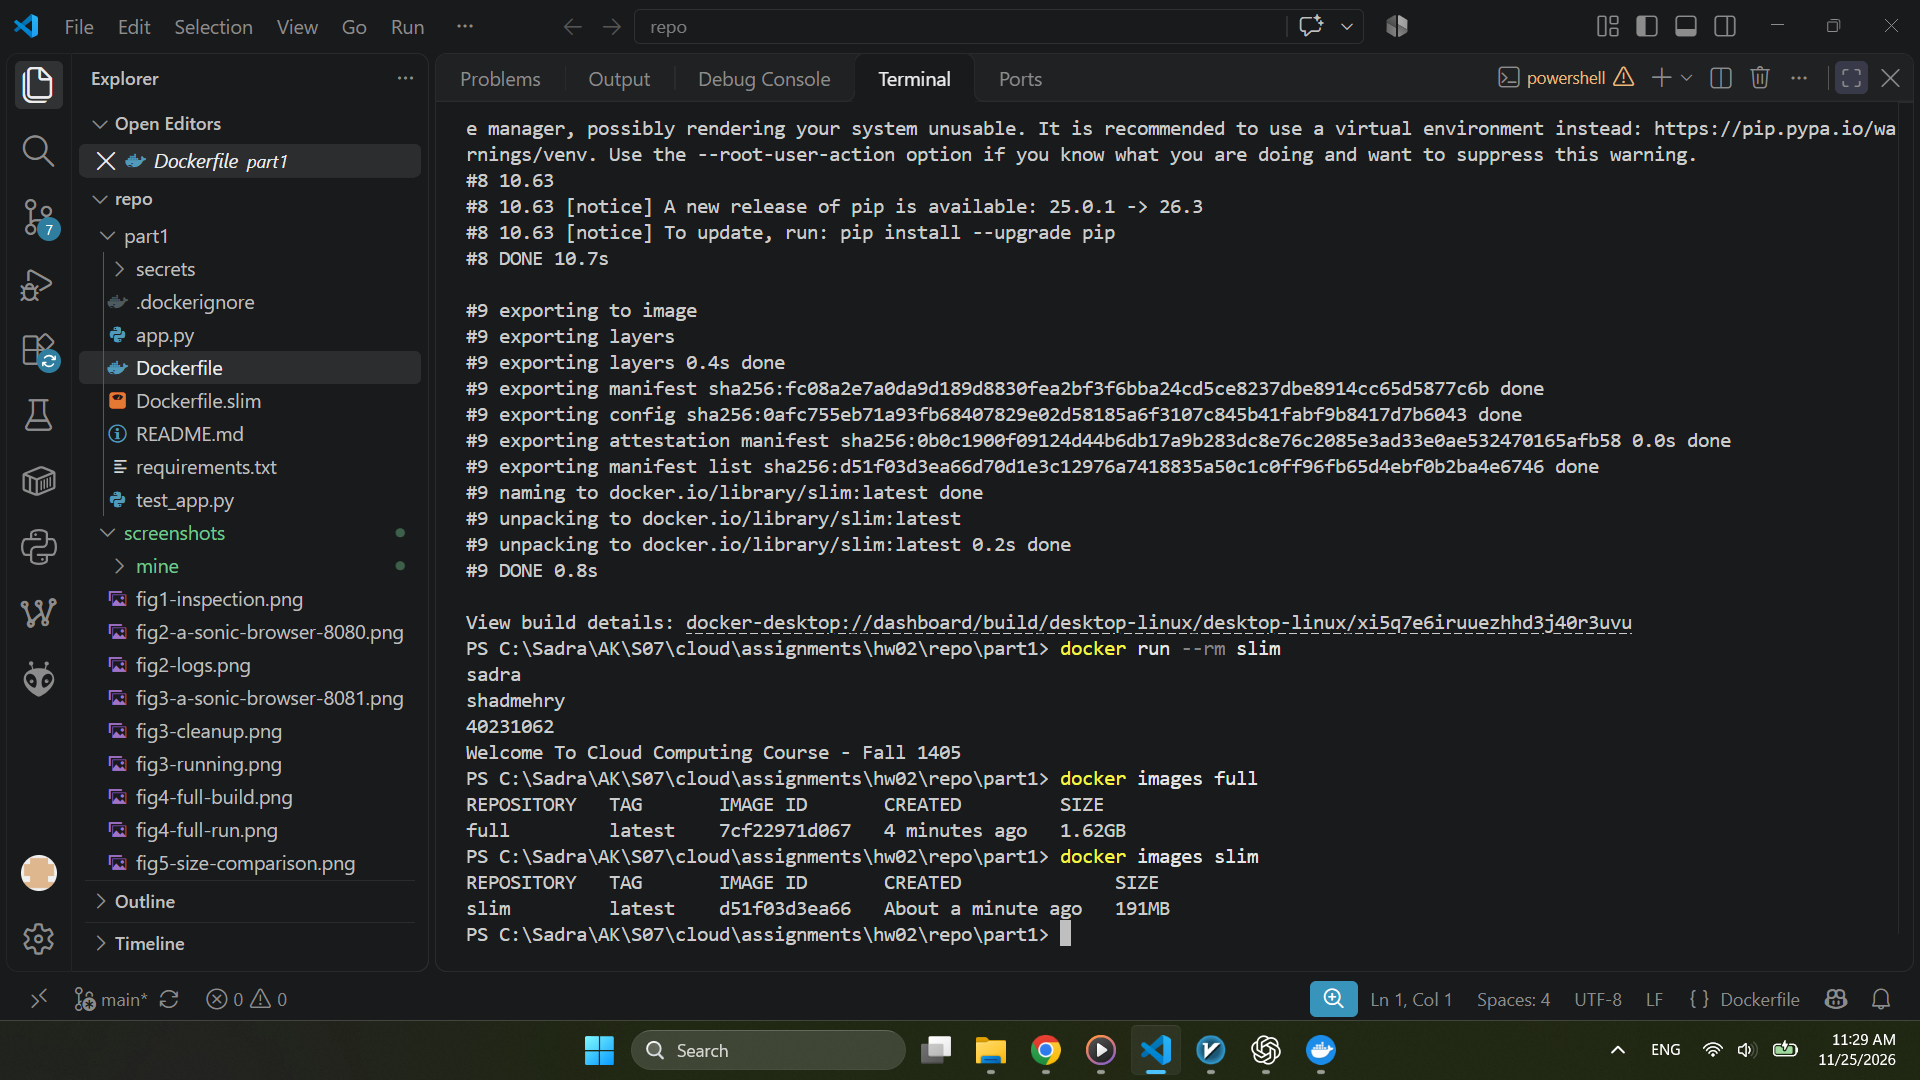 File Edit Selection View Go Run ···
repo
Explorer
Open Editors
Dockerfile part1
repo
part1
secrets
.dockerignore
app.py
Dockerfile
Dockerfile.slim
README.md
requirements.txt
test_app.py
screenshots
mine
fig1-inspection.png
fig2-a-sonic-browser-8080.png
fig2-logs.png
fig3-a-sonic-browser-8081.png
fig3-cleanup.png
fig3-running.png
fig4-full-build.png
fig4-full-run.png
fig5-size-comparison.png
Outline
Timeline
7
Problems Output Debug Console Terminal Ports
powershell
e manager, possibly rendering your system unusable. It is recommended to use a virtual environment instead: https://pip.pypa.io/wa
rnings/venv. Use the --root-user-action option if you know what you are doing and want to suppress this warning.
#8 10.63
#8 10.63 [notice] A new release of pip is available: 25.0.1 -> 26.3
#8 10.63 [notice] To update, run: pip install --upgrade pip
#8 DONE 10.7s
#9 exporting to image
#9 exporting layers
#9 exporting layers 0.4s done
#9 exporting manifest sha256:fc08a2e7a0da9d189d8830fea2bf3f6bba24cd5ce8237dbe8914cc65d5877c6b done
#9 exporting config sha256:0afc755eb71a93fb68407829e02d58185a6f3107c845b41fabf9b8417d7b6043 done
#9 exporting attestation manifest sha256:0b0c1900f09124d44b6db17a9b283dc8e76c2085e3ad33e0ae532470165afb58 0.0s done
#9 exporting manifest list sha256:d51f03d3ea66d70d1e3c12976a7418835a50c1c0ff96fb65d4ebf0b2ba4e6746 done
#9 naming to docker.io/library/slim:latest done
#9 unpacking to docker.io/library/slim:latest
#9 unpacking to docker.io/library/slim:latest 0.2s done
#9 DONE 0.8s
View build details: docker-desktop://dashboard/build/desktop-linux/desktop-linux/xi5q7e6iruuezhhd3j40r3uvu
PS C:\Sadra\AK\S07\cloud\assignments\hw02\repo\part1> docker run --rm slim
sadra
shadmehry
40231062
Welcome To Cloud Computing Course - Fall 1405
PS C:\Sadra\AK\S07\cloud\assignments\hw02\repo\part1> docker images full
REPOSITORY TAG IMAGE ID CREATED SIZE
full latest 7cf22971d067 4 minutes ago 1.62GB
PS C:\Sadra\AK\S07\cloud\assignments\hw02\repo\part1> docker images slim
REPOSITORY TAG IMAGE ID CREATED SIZE
slim latest d51f03d3ea66 About a minute ago 191MB
PS C:\Sadra\AK\S07\cloud\assignments\hw02\repo\part1>
main* 0 0 Ln 1, Col 1 Spaces: 4 UTF-8 LF { } Dockerfile
Search ENG 11:29 AM
11/25/2026